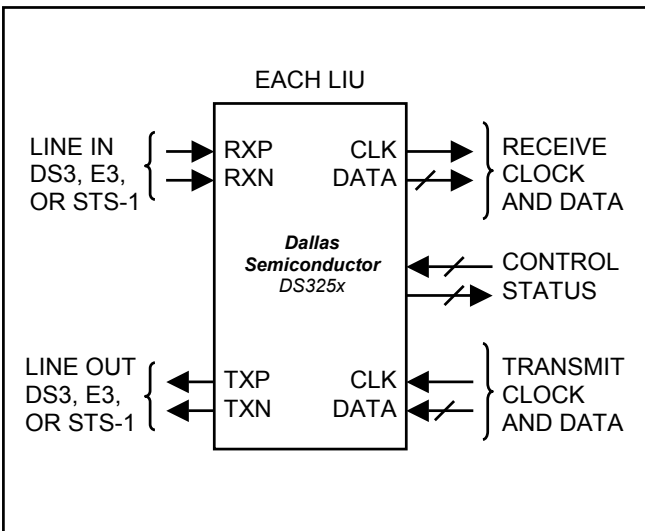 EACH LIU
LINE IN
DS3, E3,
OR STS-1
RXP
RXN
CLK
DATA
RECEIVE
CLOCK
AND DATA
Dallas
Semiconductor
DS325x
CONTROL
STATUS
LINE OUT
DS3, E3,
OR STS-1
TXP
TXN
CLK
DATA
TRANSMIT
CLOCK
AND DATA